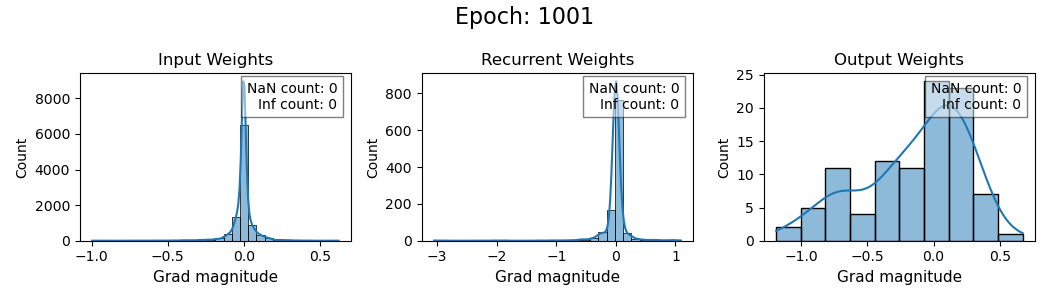 Epoch: 1001
Input Weights
NaN count: 0
Inf count: 0
Count
8000
6000
4000
2000
0
−1.0 −0.5 0.0 0.5
Grad magnitude
Recurrent Weights
NaN count: 0
Inf count: 0
Count
800
600
400
200
0
−3 −2 −1 0 1
Grad magnitude
Output Weights
NaN count: 0
Inf count: 0
Count
25
20
15
10
5
0
−1.0 −0.5 0.0 0.5
Grad magnitude